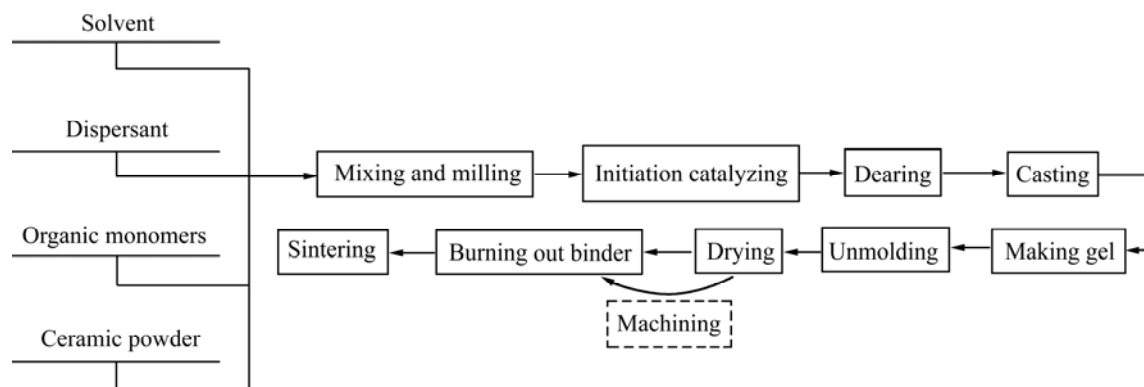 Solvent
Dispersant
Organic monomers
Ceramic powder
Mixing and milling
Initiation catalyzing
Dearing
Casting
Making gel
Unmolding
Drying
Burning out binder
Sintering
Machining